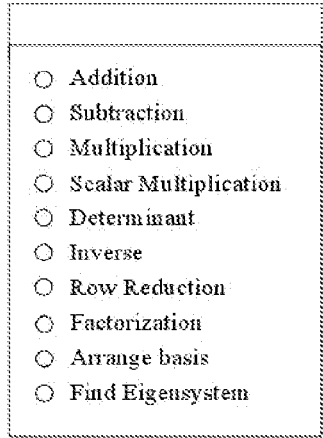 Addition
Subtraction
Multiplication
Scalar Multiplication
Determinant
Inverse
Row Reduction
Factorization
Arrange basis
Find Eigensystem